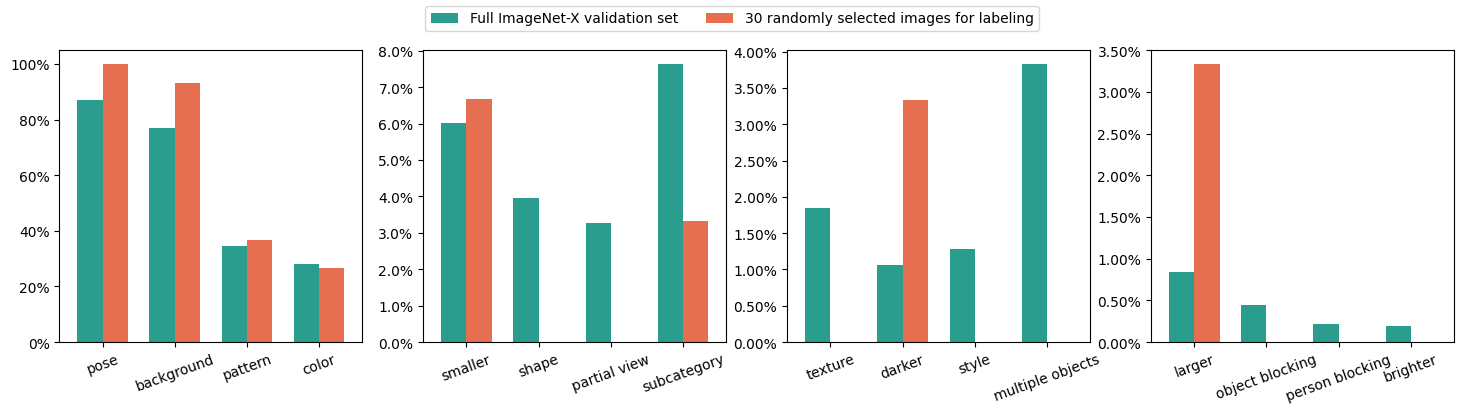 Full ImageNet-X validation set
30 randomly selected images for labeling
100%
80%
60%
40%
20%
0%
pose
background
pattern
color
8.0%
7.0%
6.0%
5.0%
4.0%
3.0%
2.0%
1.0%
0.0%
smaller
shape
partial view
subcategory
4.00%
3.50%
3.00%
2.50%
2.00%
1.50%
1.00%
0.50%
0.00%
texture
darker
style
multiple objects
3.50%
3.00%
2.50%
2.00%
1.50%
1.00%
0.50%
0.00%
larger
object blocking
person blocking
brighter